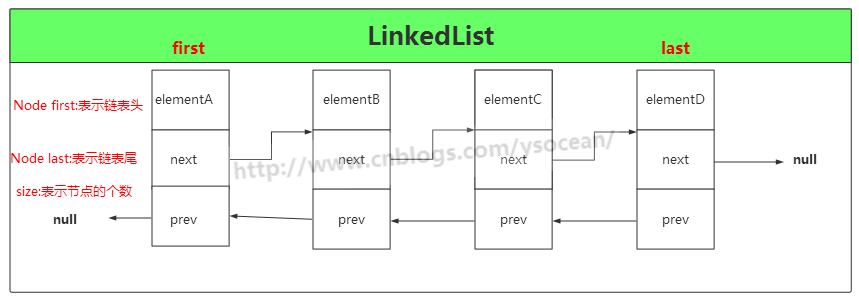 LinkedList
first
last
Node first:表示链表头
elementA
elementB
elementC
elementD
Node last:表示链表尾
next
next
next
next
null
size:表示节点的个数
null
prev
prev
prev
prev
http://www.cnblogs.com/ysocean/